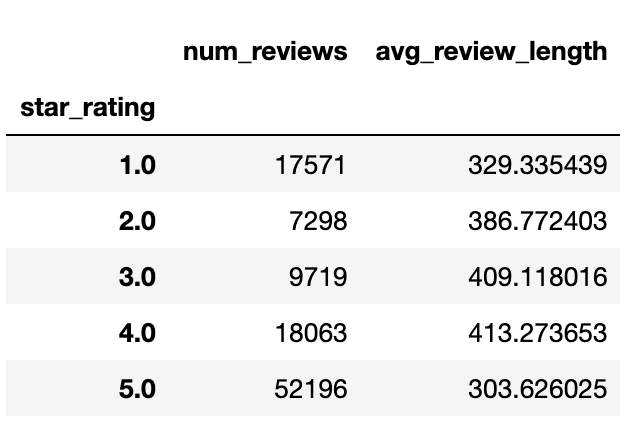 num_reviews avg_review_length
star_rating
1.0 17571 329.335439
2.0 7298 386.772403
3.0 9719 409.118016
4.0 18063 413.273653
5.0 52196 303.626025